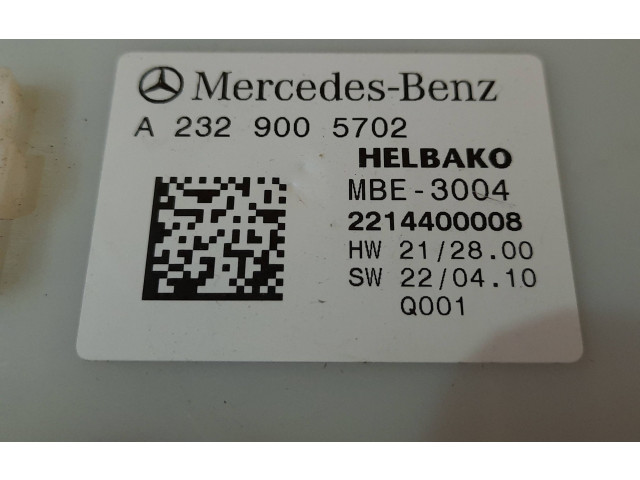 Mercedes-Benz
A 232 900 5702
HELBAKO
MBE-3004
2214400008
HW 21/28.00
SW 22/04.10
Q001